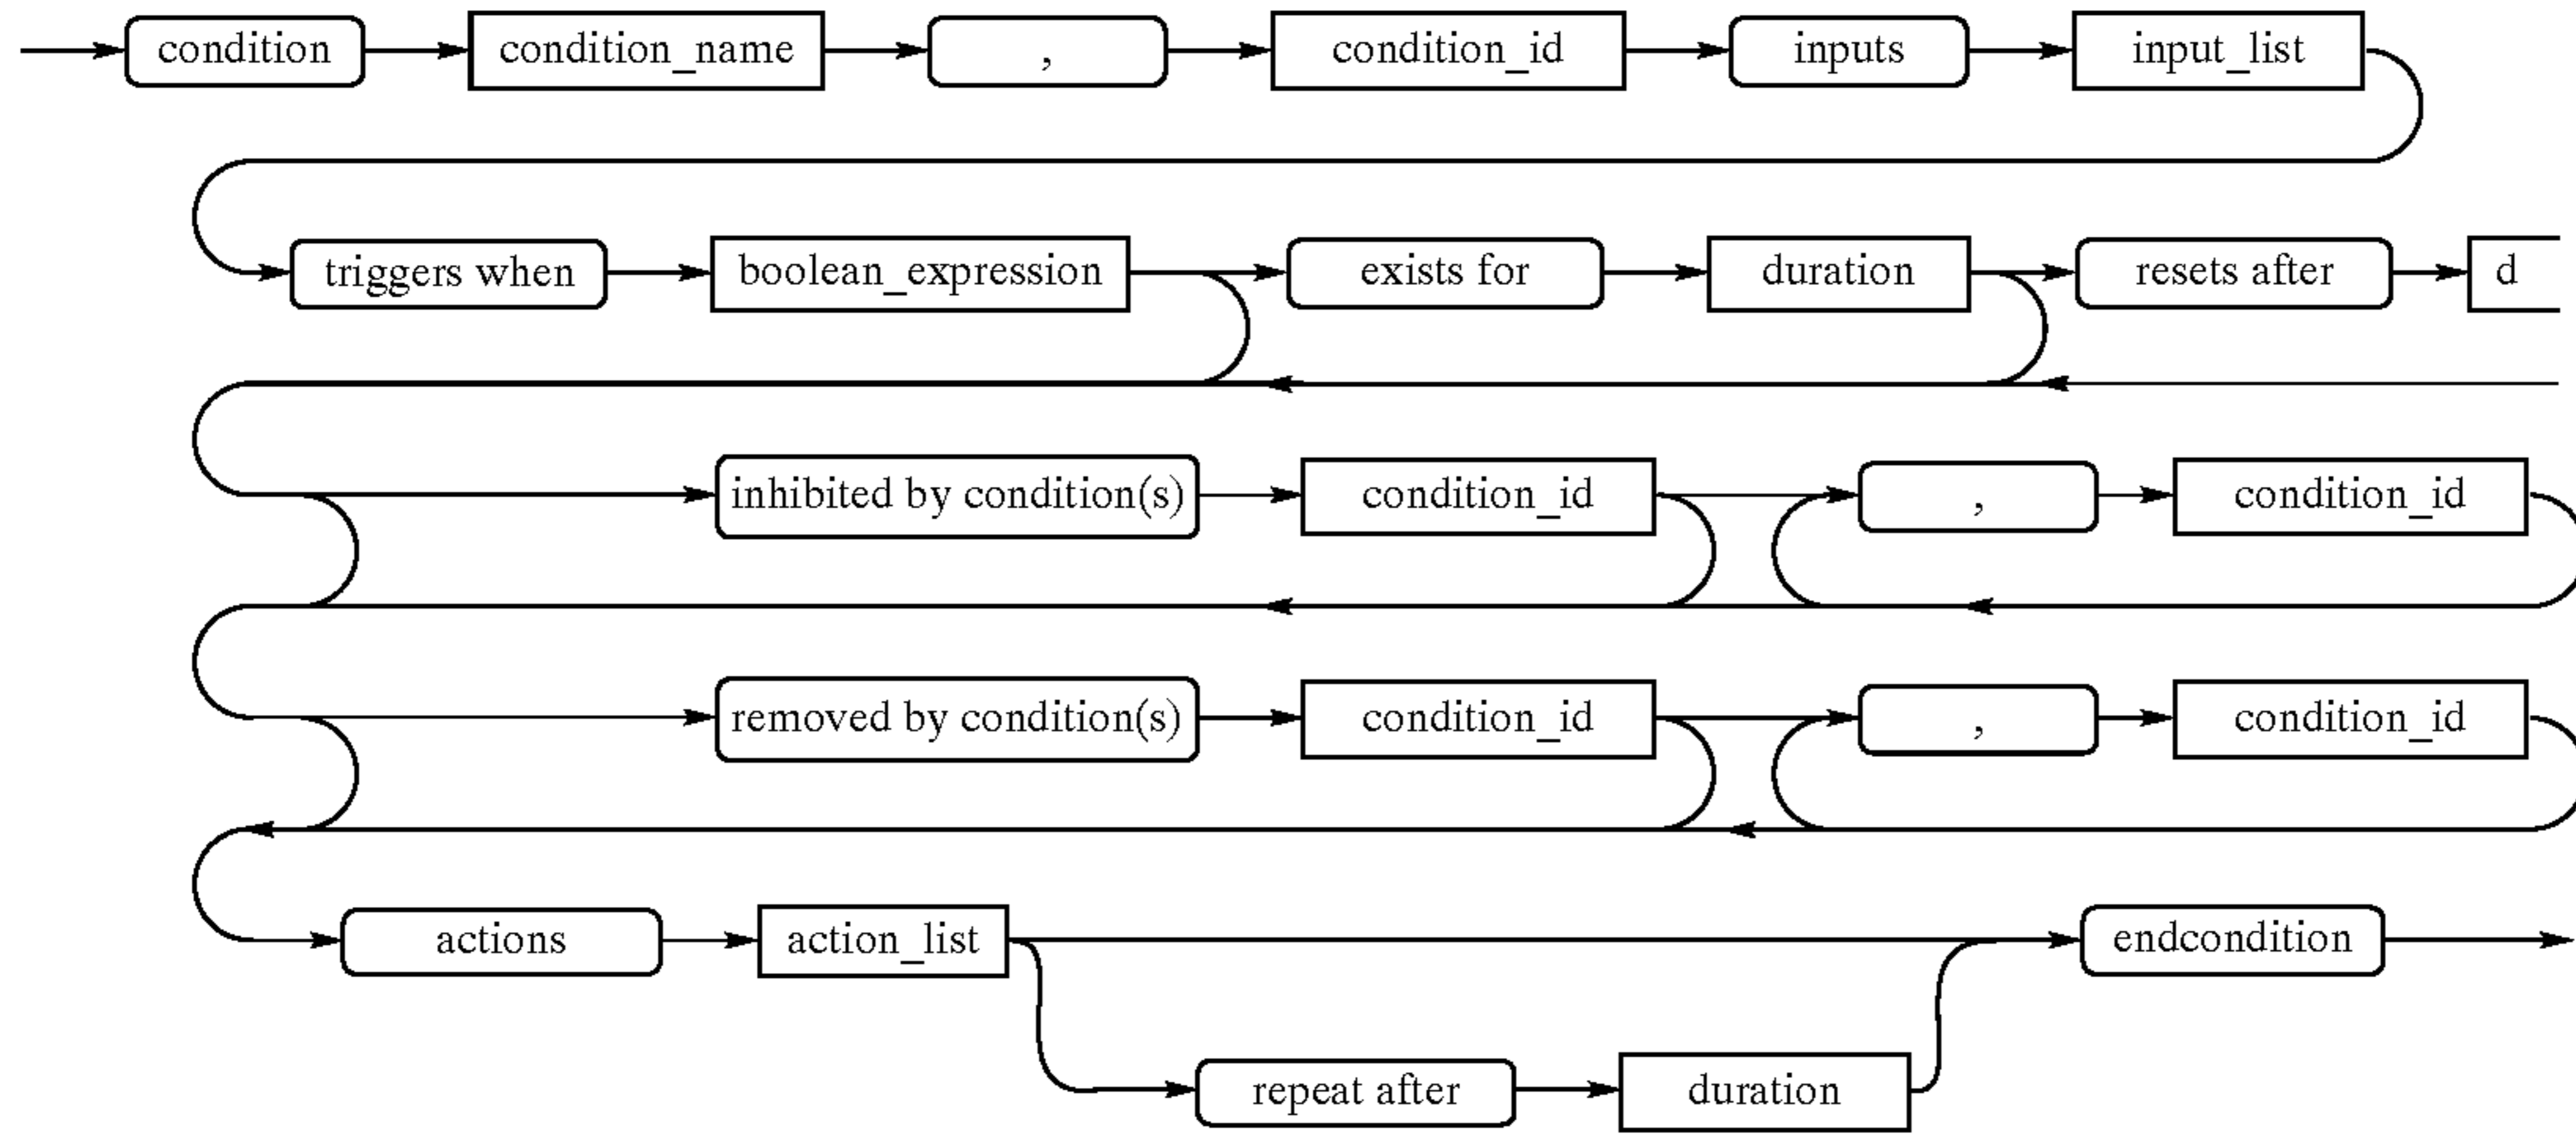 condition condition_name , condition_id inputs input_list
triggers when boolean_expression exists for duration resets after d
inhibited by condition(s) condition_id , condition_id
removed by condition(s) condition_id , condition_id
actions action_list endcondition
repeat after duration